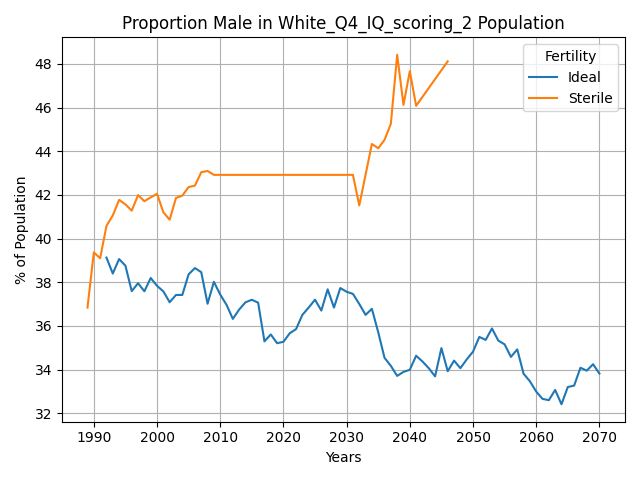 Proportion Male in White_Q4_IQ_scoring_2 Population
Fertility
Ideal
Sterile
% of Population
48
46
44
42
40
38
36
34
32
1990 2000 2010 2020 2030 2040 2050 2060 2070
Years